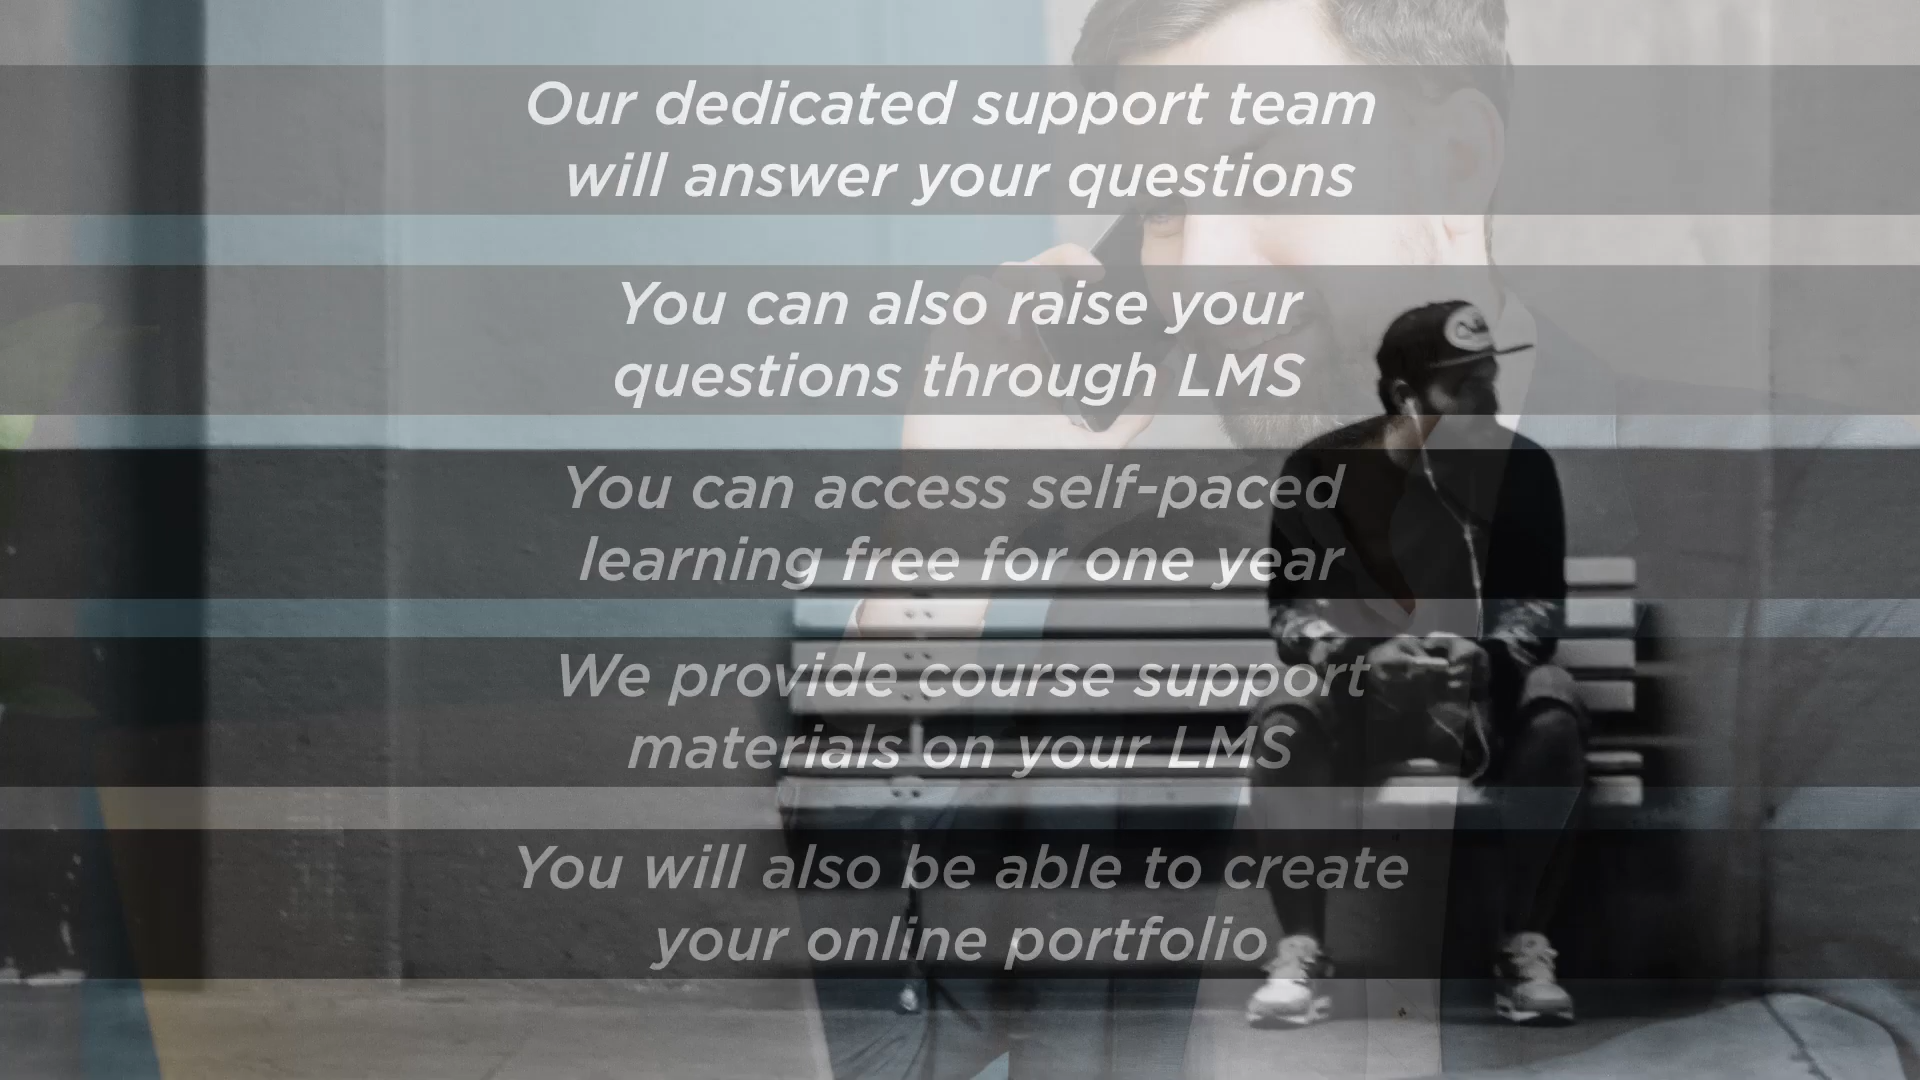 Our dedicated support team
will answer your questions
You can also raise your
questions through LMS
You can access self-paced
learning free for one year
We provide course support
materials on your LMS
You will also be able to create
your online portfolio